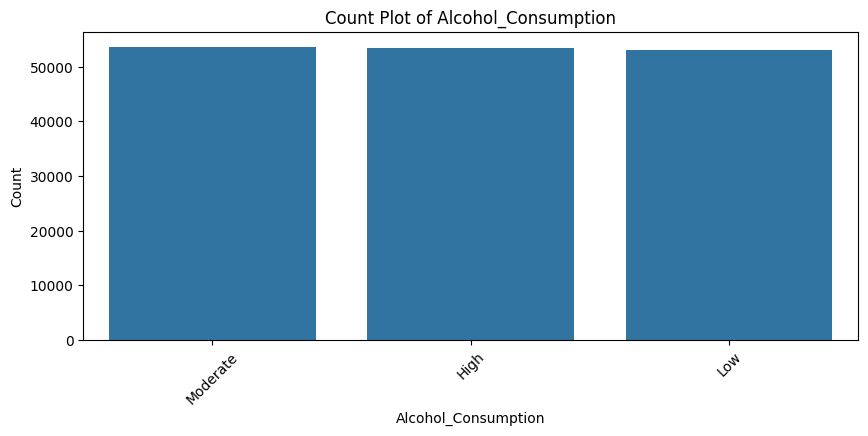 Count Plot of Alcohol_Consumption
50000
40000
30000
20000
10000
0
Count
Moderate
High
Low
Alcohol_Consumption